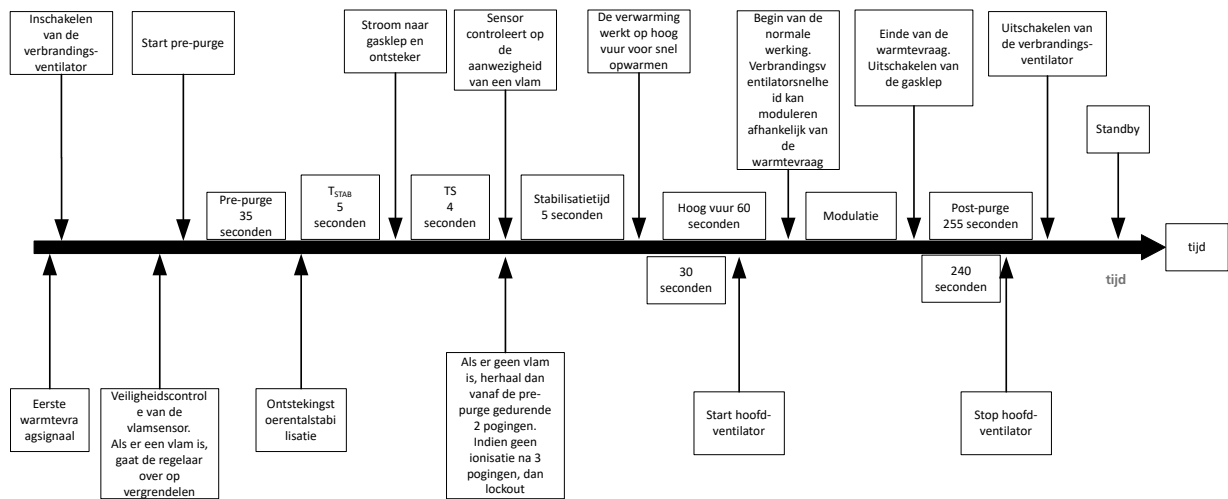 Inschakelen
van de
verbrandings-
ventilator
Start pre-purge
Stroom naar
gasklep en
ontsteker
Sensor
controleert op
de
aanwezigheid
van een vlam
De verwarming
werkt op hoog
vuur voor snel
opwarmen
Begin van de
normale
werking.
Verbrandingsv
entilatorsnelhe
id kan
moduleren
afhankelijk van
de
warmtevraag
Einde van de
warmtevraag.
Uitschakelen van
de gasklep
Uitschakelen van
de verbrandings-
ventilator
Standby
Pre-purge
35
seconden
TSTAB
5
seconden
TS
4
seconden
Stabilisatietijd
5 seconden
Hoog vuur 60
seconden
Modulatie
Post-purge
255 seconden
tijd
30
seconden
240
seconden
tijd
Eerste
warmtevra
agsignaal
Veiligheidscontrol
e van de
vlamsensor.
Als er een vlam is,
gaat de regelaar
over op
vergrendelen
Ontstekingst
oerentalstabi
lisatie
Als er geen vlam
is, herhaal dan
vanaf de pre-
purge gedurende
2 pogingen.
Indien geen
ionisatie na 3
pogingen, dan
lockout
Start hoofd-
ventilator
Stop hoofd-
ventilator